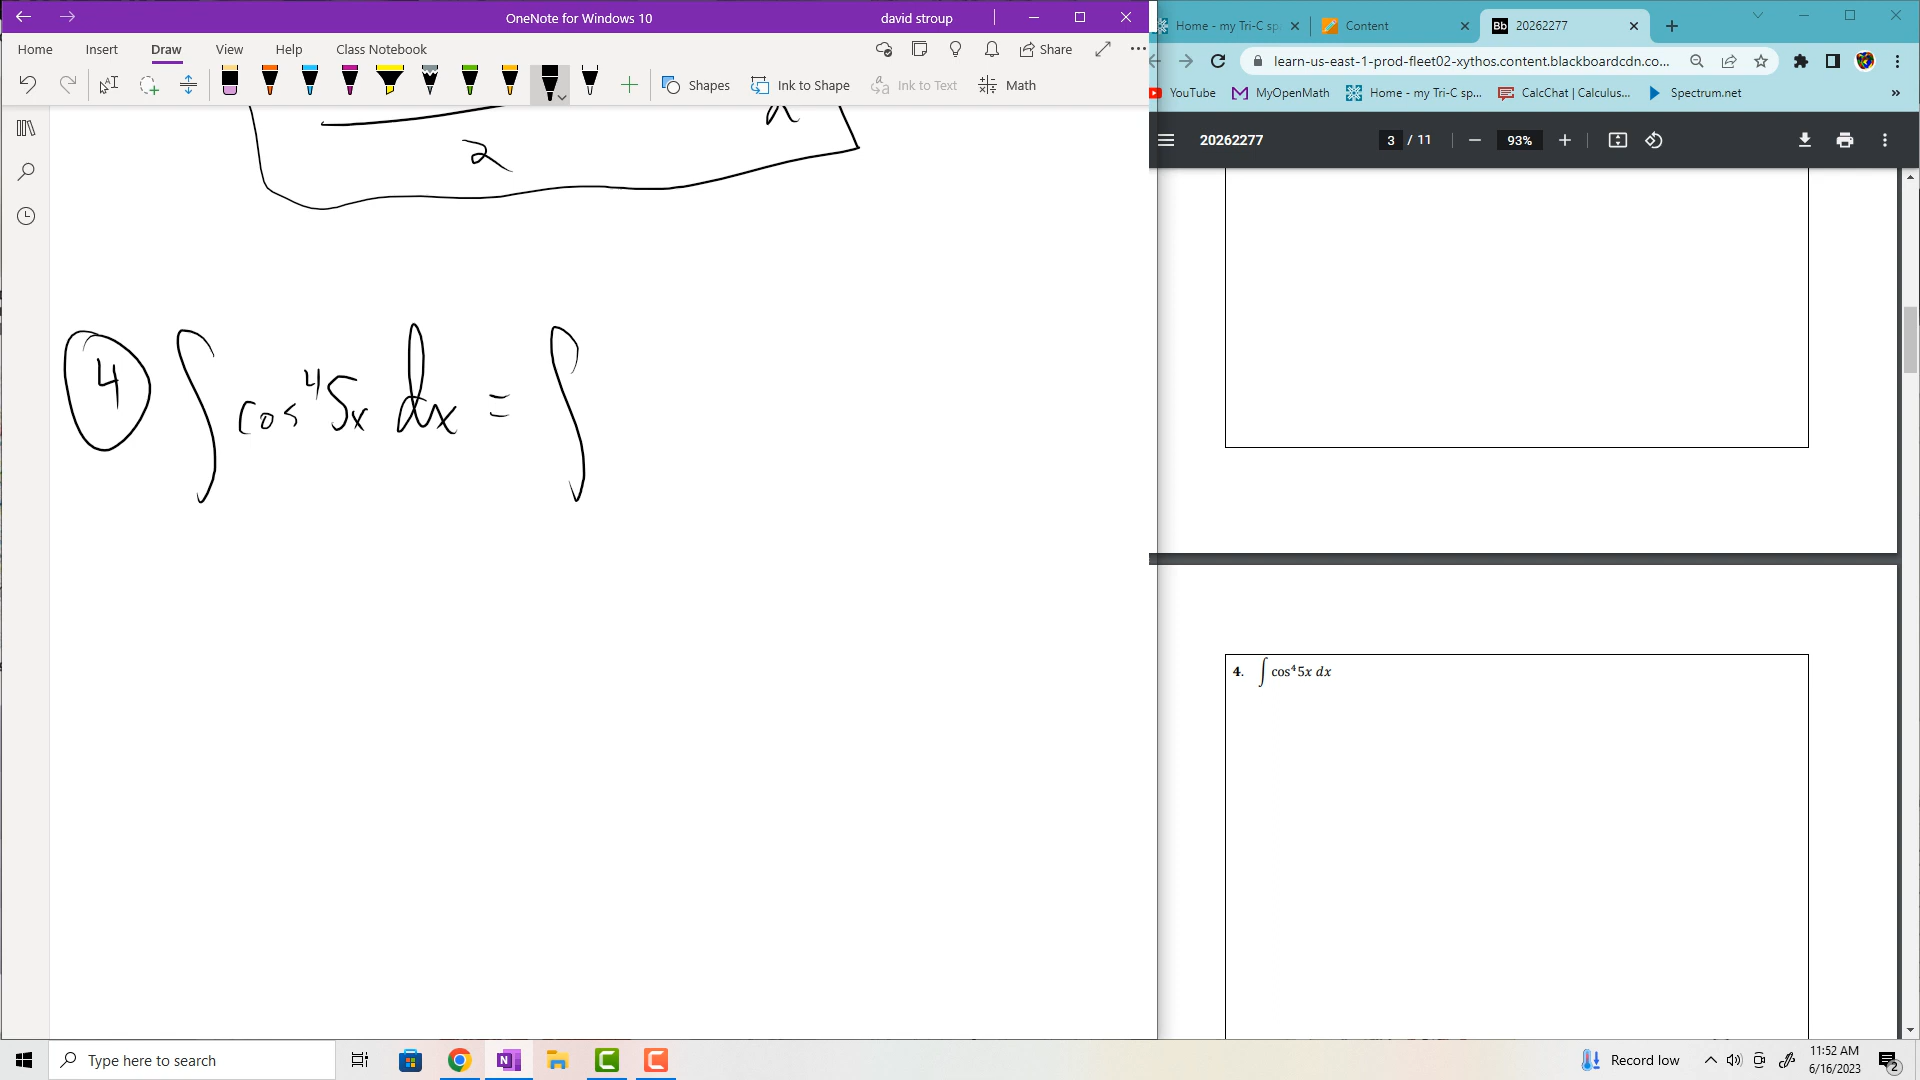 OneNote for Windows 10
david stroup
Home Insert Draw View Help Class Notebook
Share
Shapes Ink to Shape Ink to Text Math
2
④ ∫ cos⁴5x dx = ∫
Home - my Tri-C sp
Content
Bb 20262277
learn-us-east-1-prod-fleet02-xythos.content.blackboardcdn.co...
YouTube MyOpenMath Home - my Tri-C sp... CalcChat | Calculus... Spectrum.net »
20262277 3 / 11 93%
4. ∫ cos⁴5x dx
Type here to search
Record low
11:52 AM
6/16/2023
2